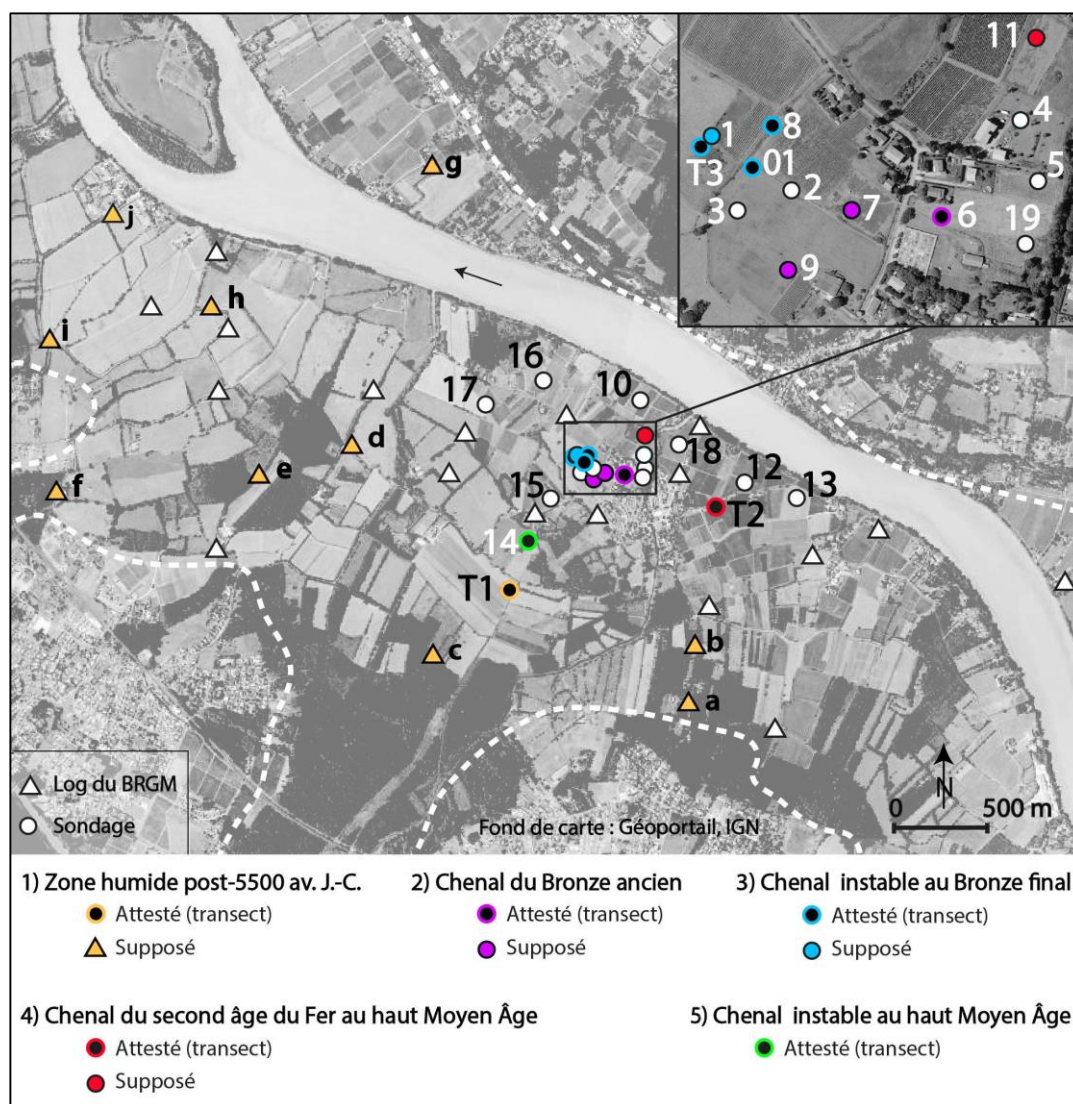 11
4
1
8
T3
01
5
2
3
7
6
19
9
g
j
h
i
16
17
10
d
18
e
f
12
15
13
T2
14
T1
c
b
a
N
Log du BRGM
Sondage
0 500 m
Fond de carte : Géoportail, IGN
1) Zone humide post-5500 av. J.-C.
Attesté (transect)
Supposé
2) Chenal du Bronze ancien
Attesté (transect)
Supposé
3) Chenal instable au Bronze final
Attesté (transect)
Supposé
4) Chenal du second âge du Fer au haut Moyen Âge
Attesté (transect)
Supposé
5) Chenal instable au haut Moyen Âge
Attesté (transect)